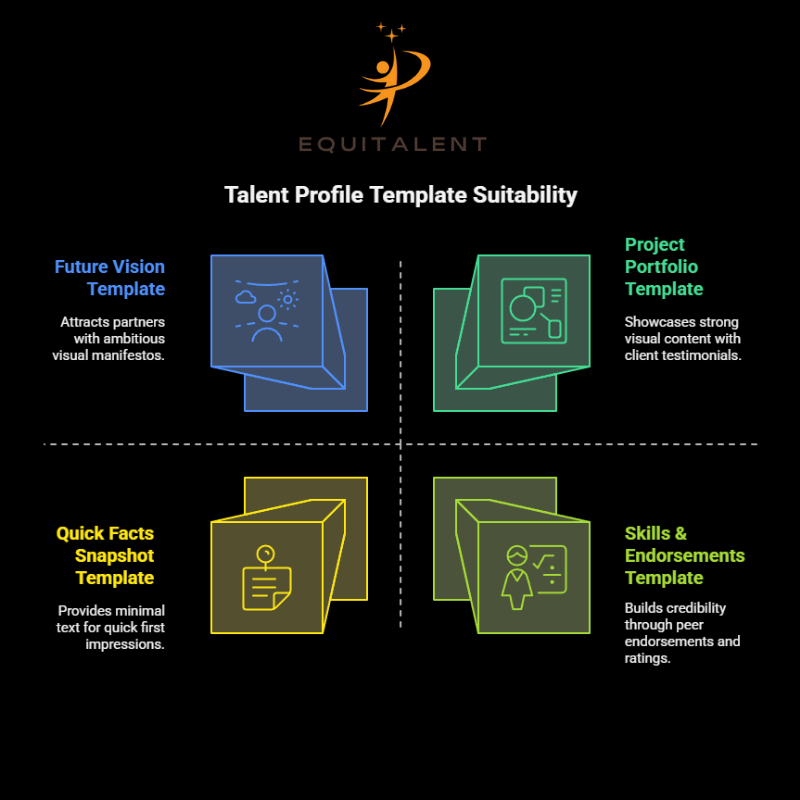 EQUITALENT
Talent Profile Template Suitability
Future Vision
Template
Attracts partners
with ambitious
visual manifestos.
Project
Portfolio
Template
Showcases strong
visual content with
client testimonials.
Quick Facts
Snapshot
Template
Provides minimal
text for quick first
impressions.
Skills &
Endorsements
Template
Builds credibility
through peer
endorsements and
ratings.